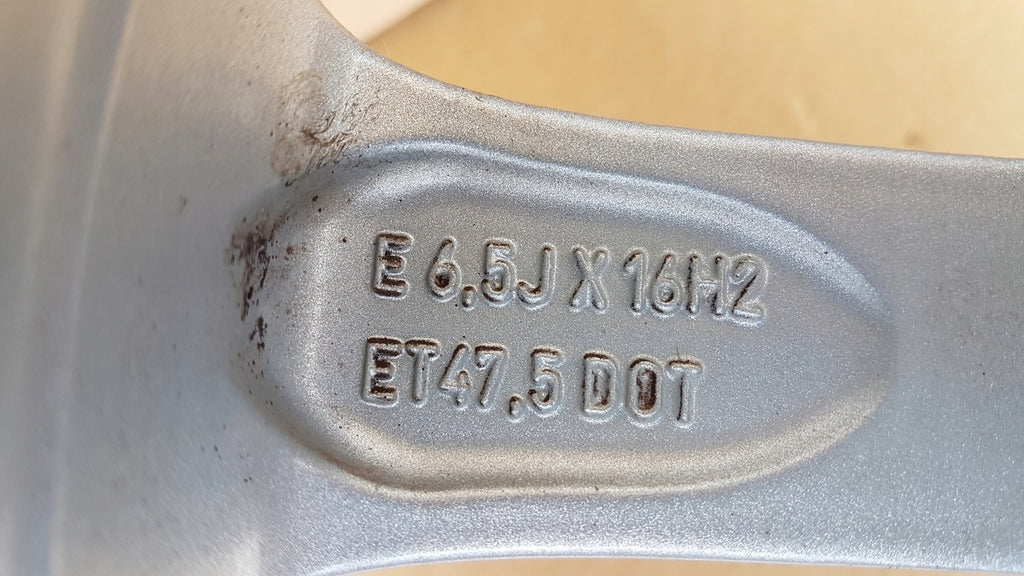 E 6,5J X 16H2
ET47,5 DOT